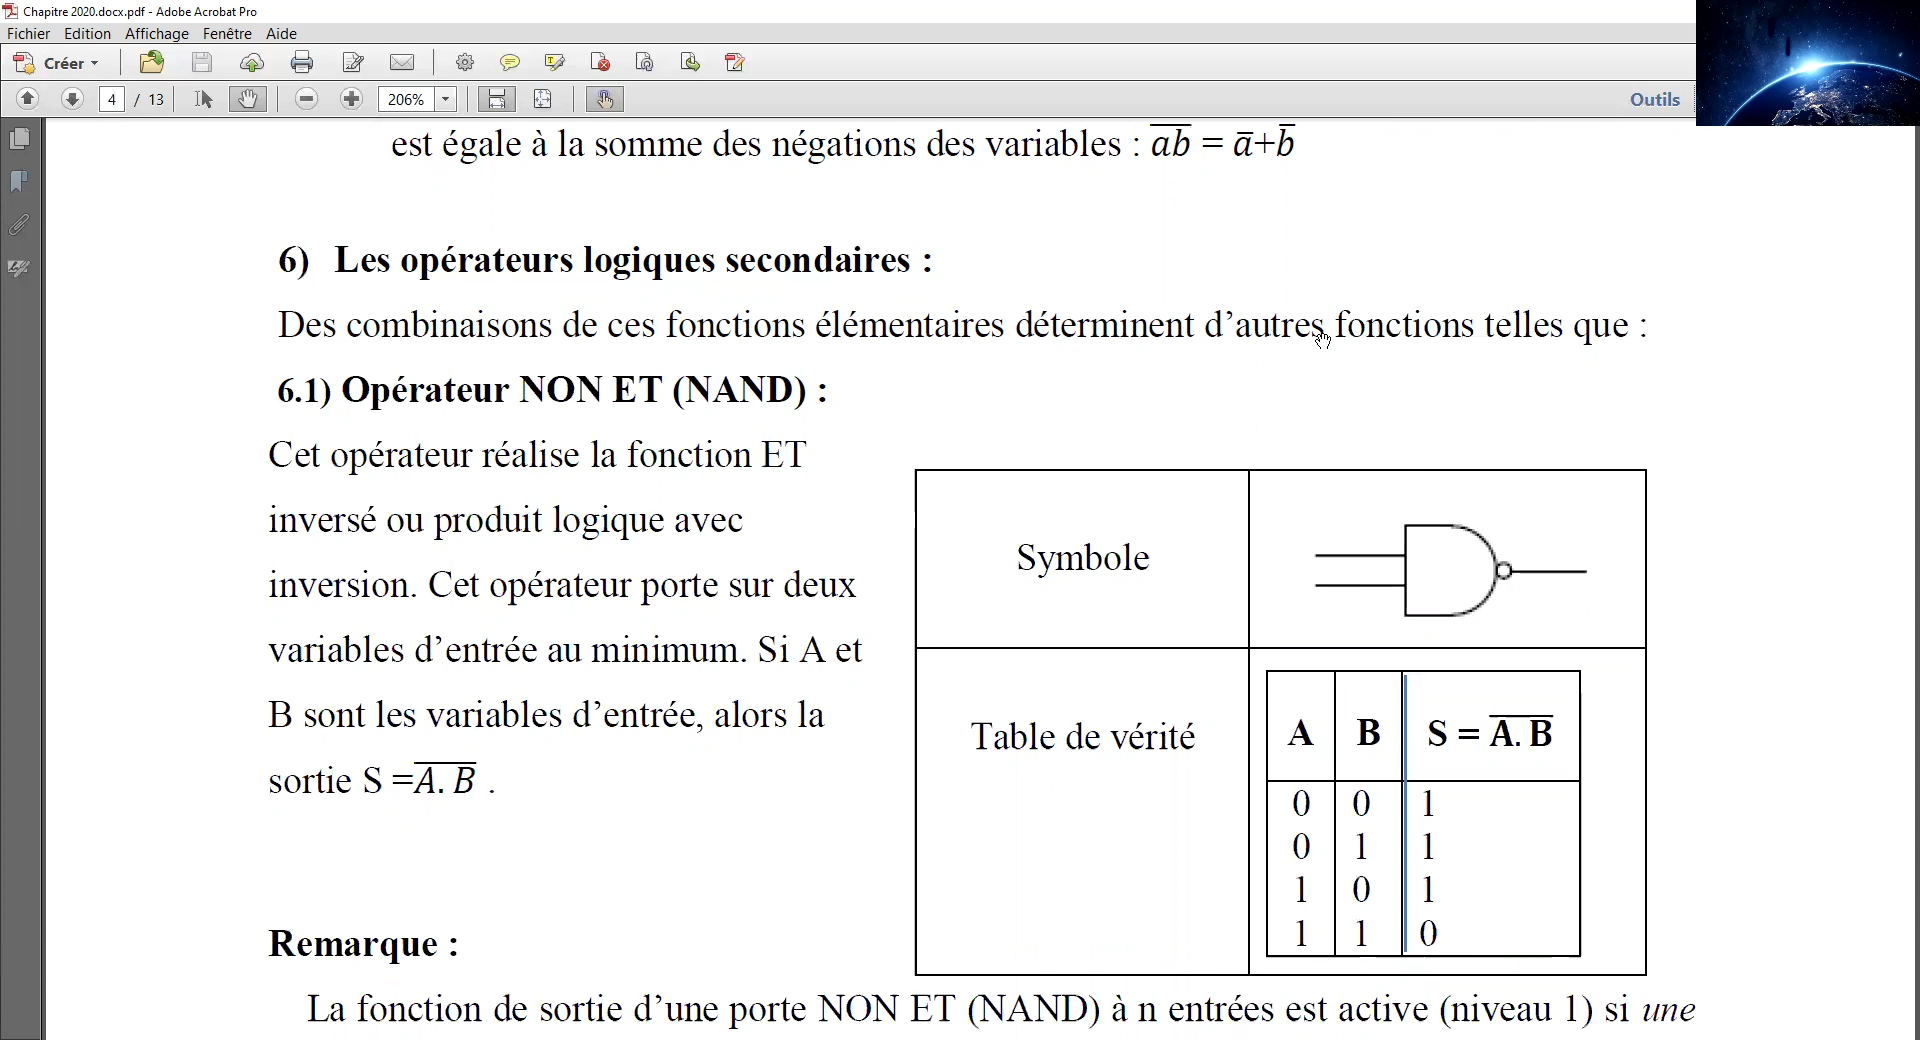 Chapitre 2020.docx.pdf - Adobe Acrobat Pro
Fichier Edition Affichage Fenêtre Aide
Créer
4 / 13 206% Outils
est égale à la somme des négations des variables : a̅b̅ = a̅+b̅
6) Les opérateurs logiques secondaires :
Des combinaisons de ces fonctions élémentaires déterminent d’autres fonctions telles que :
6.1) Opérateur NON ET (NAND) :
Cet opérateur réalise la fonction ET
inversé ou produit logique avec
inversion. Cet opérateur porte sur deux
variables d’entrée au minimum. Si A et
B sont les variables d’entrée, alors la
sortie S =A̅.̅ B̅ .
Symbole
Table de vérité
A B S = A̅.̅ B̅
0 0 1
0 1 1
1 0 1
1 1 0
Remarque :
La fonction de sortie d’une porte NON ET (NAND) à n entrées est active (niveau 1) si une